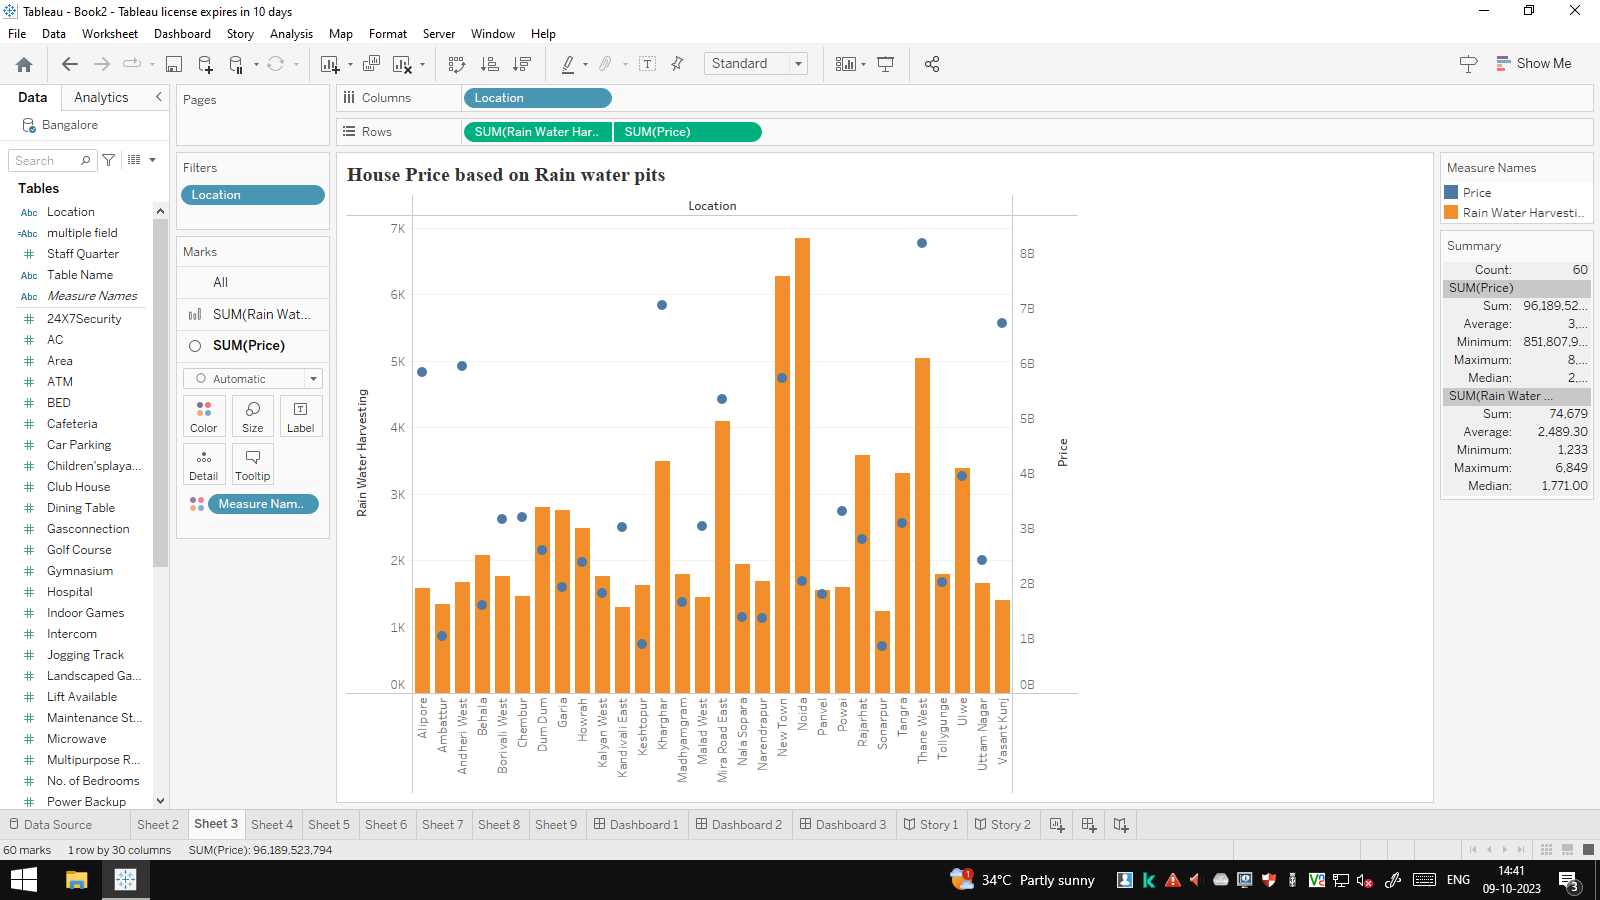 Tableau - Book2 - Tableau license expires in 10 days
File Data Worksheet Dashboard Story Analysis Map Format Server Window Help
Standard
Show Me
Data Analytics
Bangalore
Search
Tables
Abc Location
=Abc multiple field
# Staff Quarter
Abc Table Name
Abc Measure Names
# 24X7Security
# AC
# Area
# ATM
# BED
# Cafeteria
# Car Parking
# Children'splaya...
# Club House
# Dining Table
# Gasconnection
# Golf Course
# Gymnasium
# Hospital
# Indoor Games
# Intercom
# Jogging Track
# Landscaped Ga...
# Lift Available
# Maintenance St...
# Microwave
# Multipurpose R...
# No. of Bedrooms
# Power Backup
Pages
Filters
Location
Marks
All
SUM(Rain Wat...
SUM(Price)
Automatic
Color Size Label
Detail Tooltip
Measure Nam..
Columns Location
Rows SUM(Rain Water Har.. SUM(Price)
House Price based on Rain water pits
Location
7K
6K
5K
4K
3K
2K
1K
0K
Rain Water Harvesting
8B
7B
6B
5B
4B
3B
2B
1B
0B
Price
Alipore
Ambattur
Andheri West
Behala
Borivali West
Chembur
Dum Dum
Garia
Howrah
Kalyan West
Kandivali East
Keshtopur
Kharghar
Madhyamgram
Malad West
Mira Road East
Nala Sopara
Narendrapur
New Town
Noida
Panvel
Powai
Rajarhat
Sonarpur
Tangra
Thane West
Tollygunge
Ulwe
Uttam Nagar
Vasant Kunj
Measure Names
Price
Rain Water Harvesti..
Summary
Count: 60
SUM(Price)
Sum: 96,189,52...
Average: 3,...
Minimum: 851,807,9...
Maximum: 8,...
Median: 2,...
SUM(Rain Water ...
Sum: 74,679
Average: 2,489.30
Minimum: 1,233
Maximum: 6,849
Median: 1,771.00
Data Source Sheet 2 Sheet 3 Sheet 4 Sheet 5 Sheet 6 Sheet 7 Sheet 8 Sheet 9 Dashboard 1 Dashboard 2 Dashboard 3 Story 1 Story 2
60 marks 1 row by 30 columns SUM(Price): 96,189,523,794
1 34°C Partly sunny ENG 14:41
09-10-2023
3